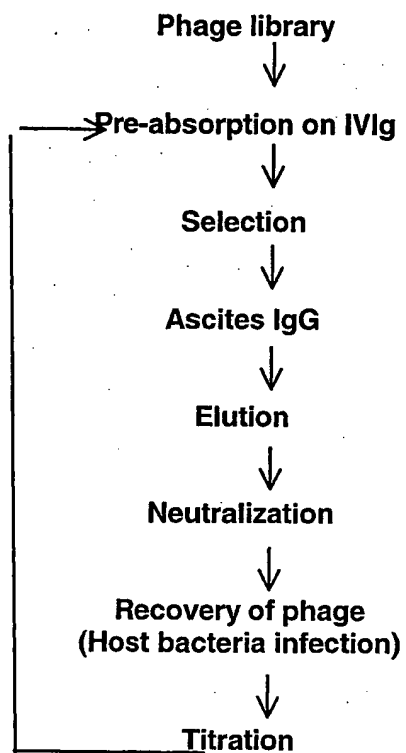 Phage library
Pre-absorption on IVIg
Selection
Ascites IgG
Elution
Neutralization
Recovery of phage
(Host bacteria infection)
Titration